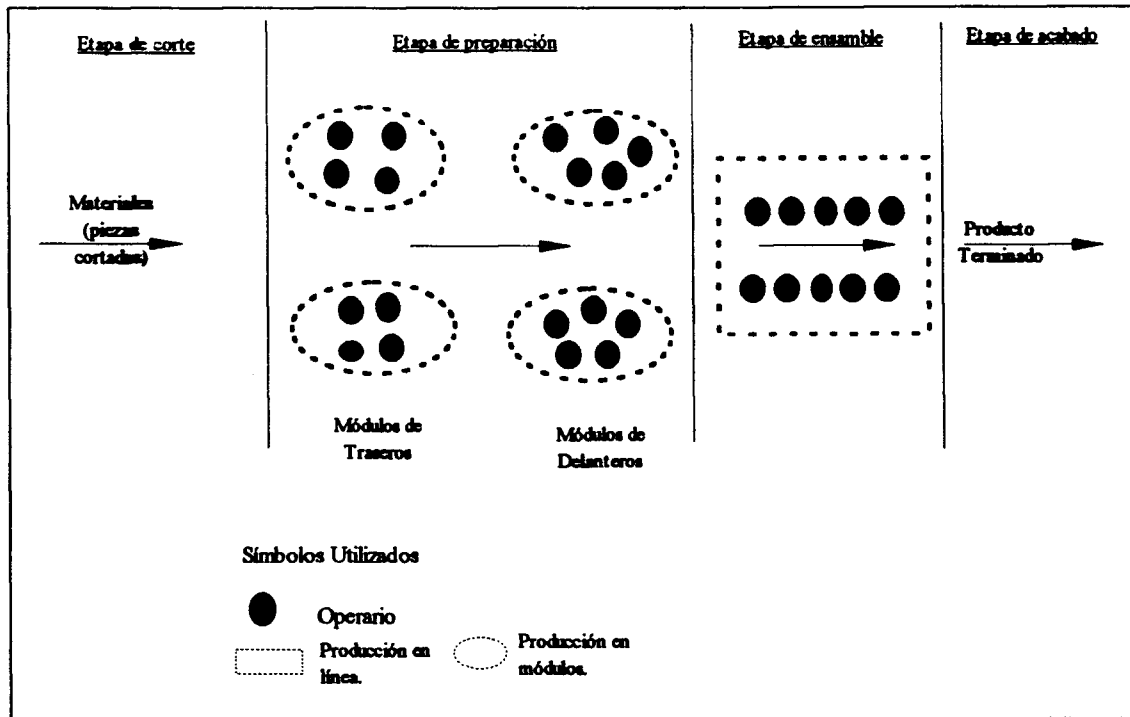 Etapa de corte
Etapa de preparación
Etapa de ensamble
Etapa de acabado
Materiales
(piezas
cortadas)
Producto
Terminado
Módulos de
Traseros
Módulos de
Delanteros
Símbolos Utilizados
Operario
Producción en
línea.
Producción en
módulos.